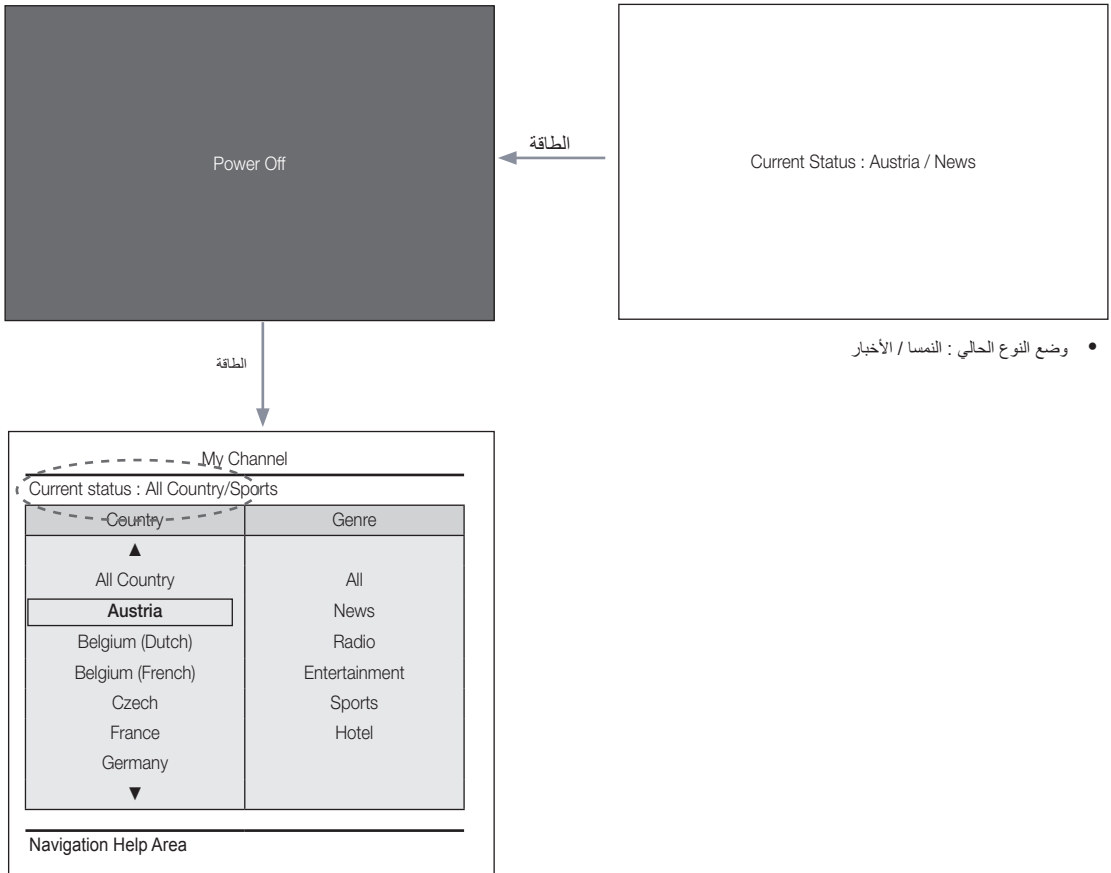 Power Off
الطاقة
Current Status : Austria / News
• وضع النوع الحالي : النمسا / الأخبار
الطاقة
My Channel
Current status : All Country/Sports
Country Genre
▲
All Country All
Austria News
Belgium (Dutch) Radio
Belgium (French) Entertainment
Czech Sports
France Hotel
Germany
▼
Navigation Help Area